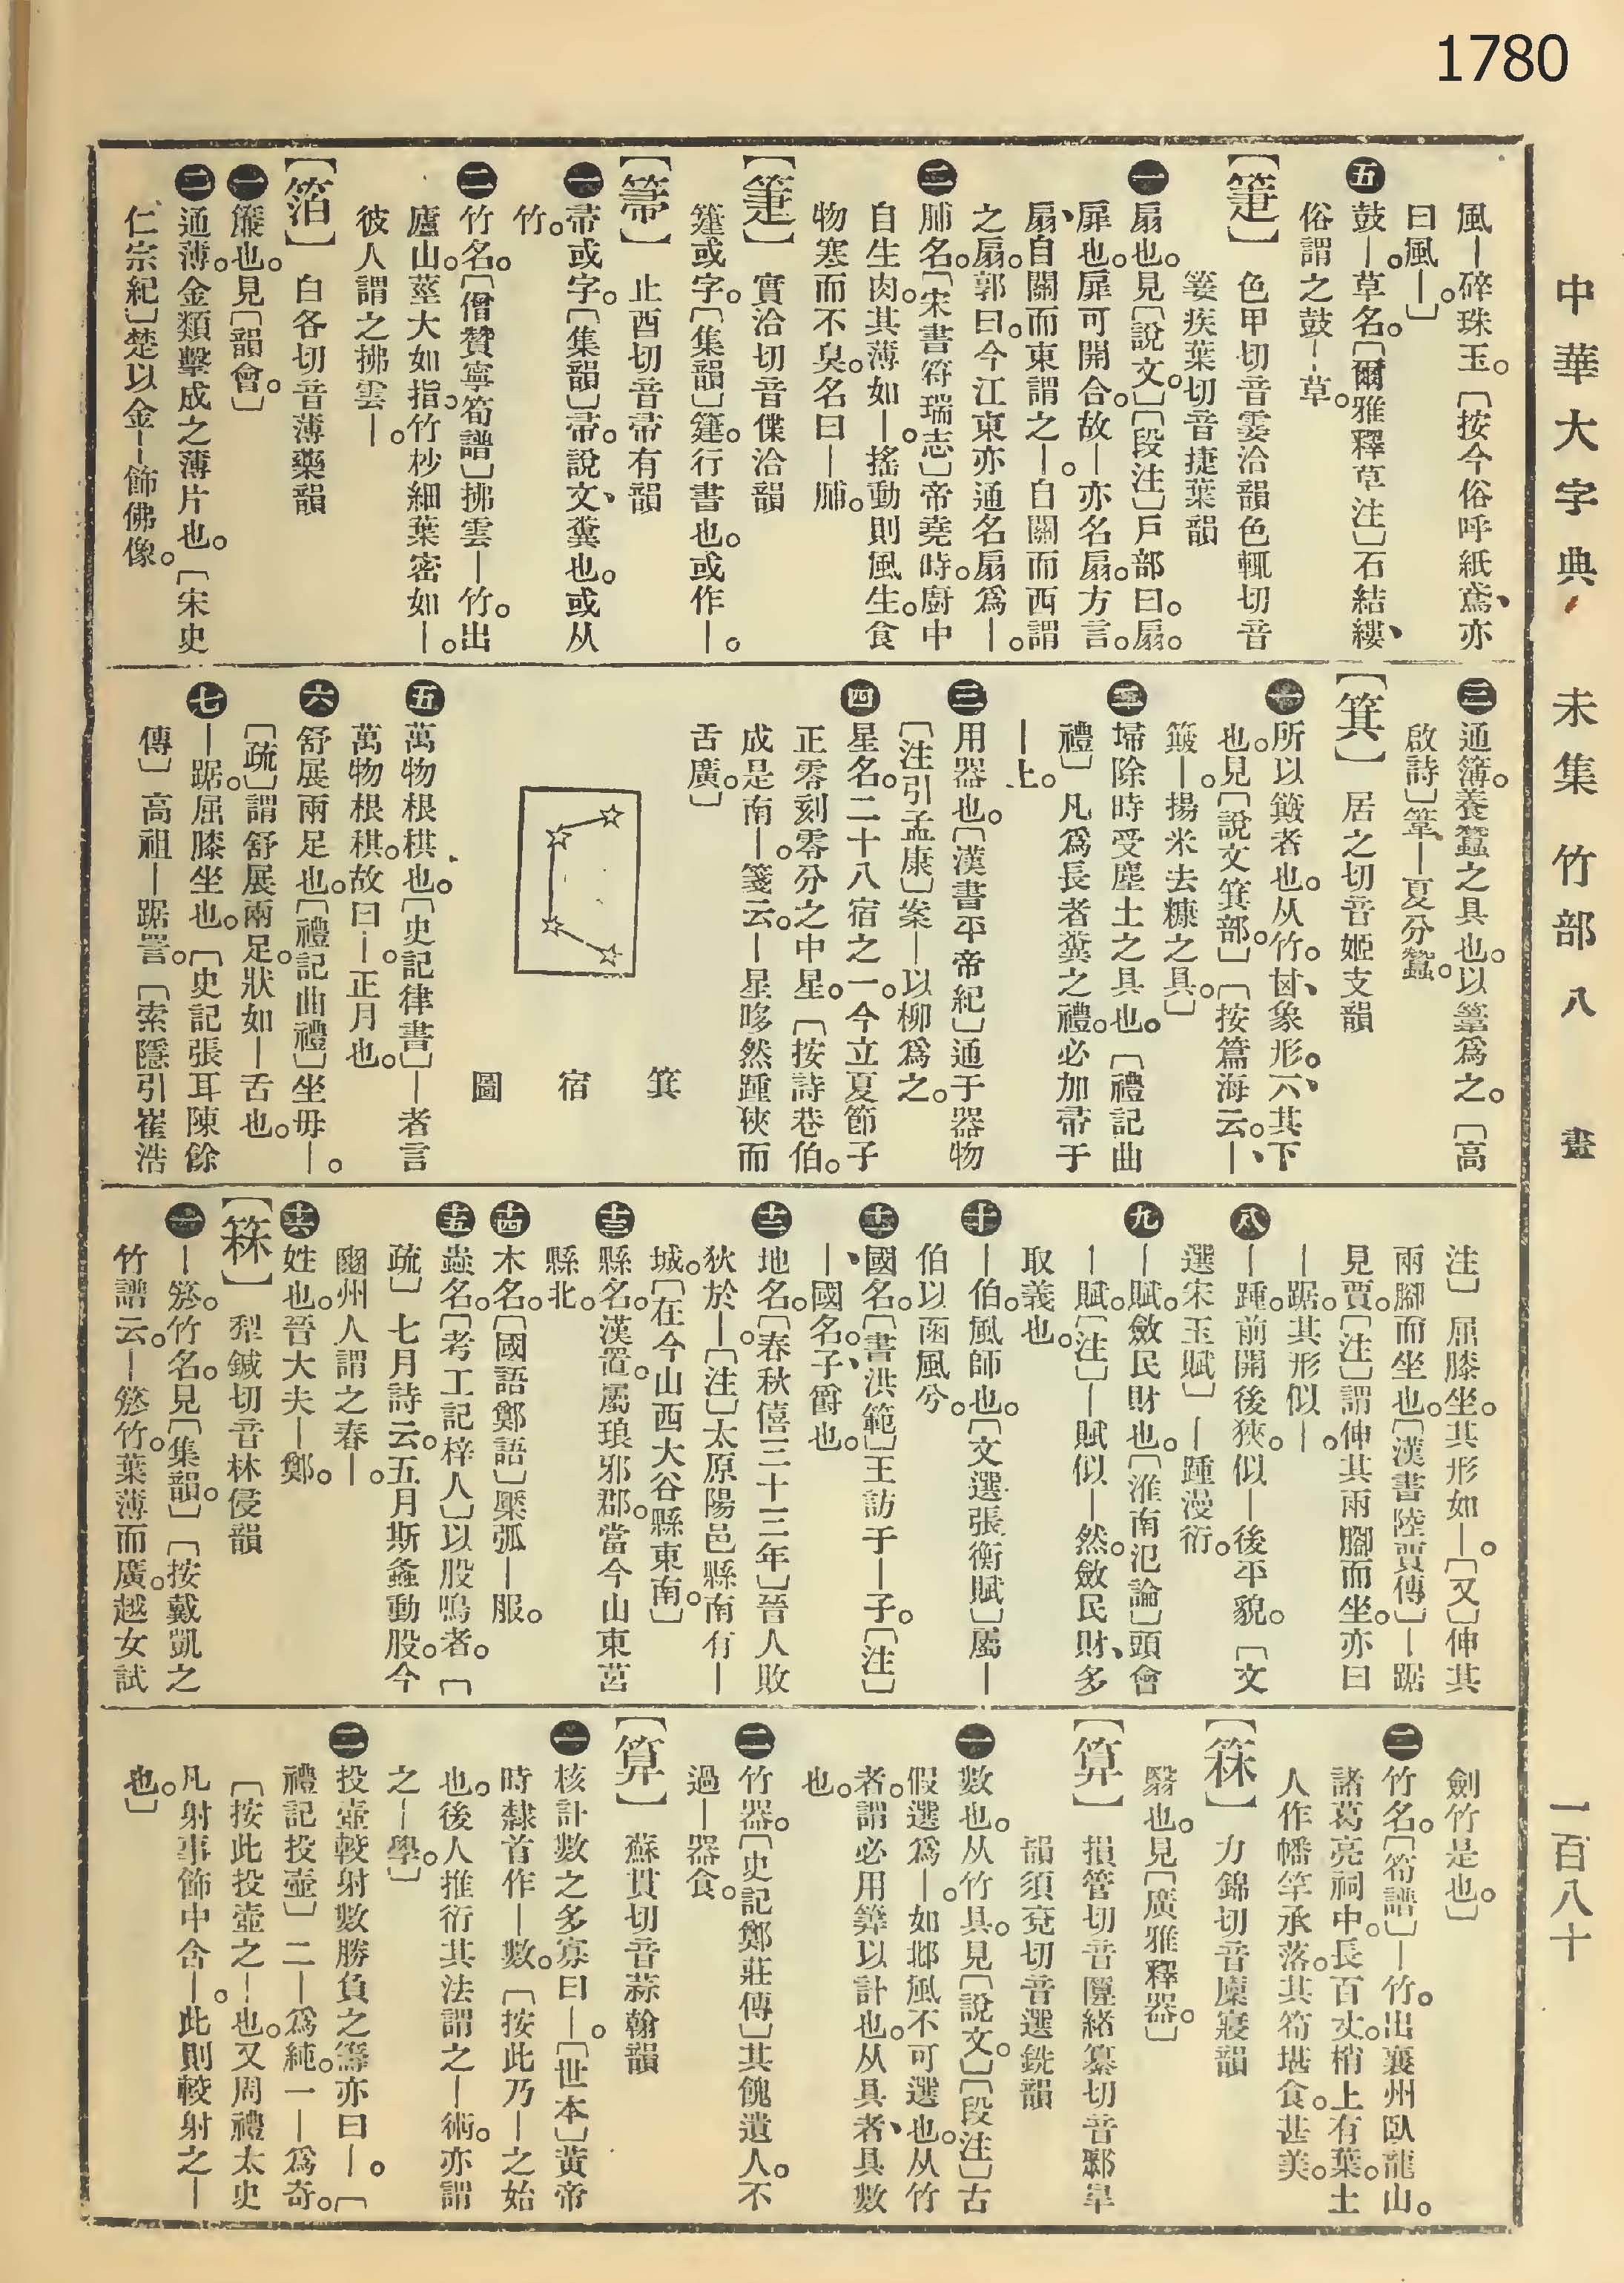 1780
中華大字典 未集 竹部 八畫 一百八十
風｜碎珠玉。〔按今俗呼紙鳶、亦
曰風｜。〕
㊄鼓｜。草名。〔爾雅釋草注〕石結縷、
俗謂之鼓｜草。
【箑】色甲切音霎洽韻色輒切音
箑疾葉切音捷葉韻
㊀扇也。見〔說文。〕〔段注〕戶部曰。扇。
扉也。扉可開合。故｜亦名扇。方言。
扇、自關而東謂之｜。自關而西謂
之扇。郭曰。今江東亦通名扇爲｜。
㊁脯名。〔宋書符瑞志〕帝堯時。廚中
自生肉。其薄如｜。搖動則風生。食
物寒而不臭。名曰｜脯。
【箑】實洽切音傑洽韻
箑或字。〔集韻〕箑。行書也。或作｜。
【箒】止酉切音帚有韻
㊀帚或字。〔集韻〕帚。說文、糞也。或从
竹。
㊁竹名。〔僧贊寧筍譜〕拂雲｜竹。出
廬山。莖大如指。竹杪細葉密如｜。
彼人謂之拂雲｜。
【箔】白各切音薄藥韻
㊀簾也。見〔韻會。〕
㊁通薄。金類擊成之薄片也。〔宋史
仁宗紀〕楚以金｜飾佛像。
㊂通簿。養蠶之具也。以葦爲之。〔高
啟詩〕葦｜夏分蠶。
【箕】居之切音姬支韻
㊀所以簸者也。从竹。𠀠、象形。六、其下
也。見〔說文箕部。〕〔按篇海云。｜、
簸｜。揚米去糠之具。〕
㊁埽除時受塵土之具也。〔禮記曲
禮〕凡爲長者糞之禮。必加帚于
｜上。
㊂用器也。〔漢書平帝紀〕通于器物
〔注引孟康〕案｜以柳爲之。
㊃星名。二十八宿之一。今立夏節子
正零刻零分之中星。〔按詩巷伯。
成是南｜。箋云。｜星哆然踵狹而
舌廣。〕
箕宿圖
㊄萬物根棋也。〔史記律書〕｜者言
萬物根棋。故曰｜。正月也。
㊅舒展兩足也。〔禮記曲禮〕坐毋｜。
〔疏〕謂舒展兩足。狀如｜舌也。
㊆｜踞。屈膝坐也。〔史記張耳陳餘
傳〕高祖｜踞詈。〔索隱引崔浩
注〕屈膝坐。其形如｜。〔又〕伸其
兩腳而坐也。〔漢書陸賈傳〕｜踞
見賈。〔注〕謂伸其兩腳而坐。亦曰
｜踞。其形似｜。
㊇｜踵。前開後狹。似｜後平貌。〔文
選宋玉賦〕｜踵漫衍。
㊈｜賦。斂民財也。〔淮南氾論〕頭會
｜賦。〔注〕｜賦似｜然。斂民財、多
取義也。
㊉｜伯。風師也。〔文選張衡賦〕屬｜
伯以函風兮。
⑪國名。〔書洪範〕王訪于｜子。〔注〕
｜、國名。子、爵也。
⑫地名。〔春秋僖三十三年〕晉人敗
狄於｜。〔注〕太原陽邑縣南有｜
城。〔在今山西大谷縣東南。〕
⑬縣名。漢置。屬琅邪郡。當今山東莒
縣北。
⑭木名。〔國語鄭語〕檿弧｜服。
⑮蟲名。〔考工記梓人〕以股鳴者。〔
疏〕七月詩云。五月斯螽動股。今
豳州人謂之舂｜。
⑯姓也。晉大夫｜鄭。
【箖】犁鍼切音林侵韻
㊀｜箊。竹名。見〔集韻。〕〔按戴凱之
竹譜云。｜箊竹。葉薄而廣。越女試
劍竹是也。〕
㊁竹名。〔筍譜〕｜竹。出襄州臥龍山。
諸葛亮祠中。長百丈。梢上有葉。土
人作幡竿承落。其筍堪食。甚美。
【箖】力錦切音廩寢韻
翳也。見〔廣雅釋器。〕
【算】損管切音匴緒纂切音鄹旱
韻須兗切音選銑韻
㊀數也。从竹具。見〔說文。〕〔段注〕古
假選爲｜。如邶風不可選也。从竹
者。謂必用筭以計也。从具者、具數
也。
㊁竹器。〔史記鄭莊傳〕其餽遺人。不
過｜器食。
【算】蘇貫切音蒜翰韻
㊀核計數之多寡曰｜。〔世本〕黃帝
時隸首作｜數。〔按此乃｜之始
也。後人推衍其法謂之｜術。亦謂
之｜學。〕
㊁投壺較射數勝負之籌。亦曰｜。〔
禮記投壺〕二｜爲純。一｜爲奇。
〔按此投壺之｜也。又周禮太史
凡射事飾中舍｜。此則較射之｜
也。〕